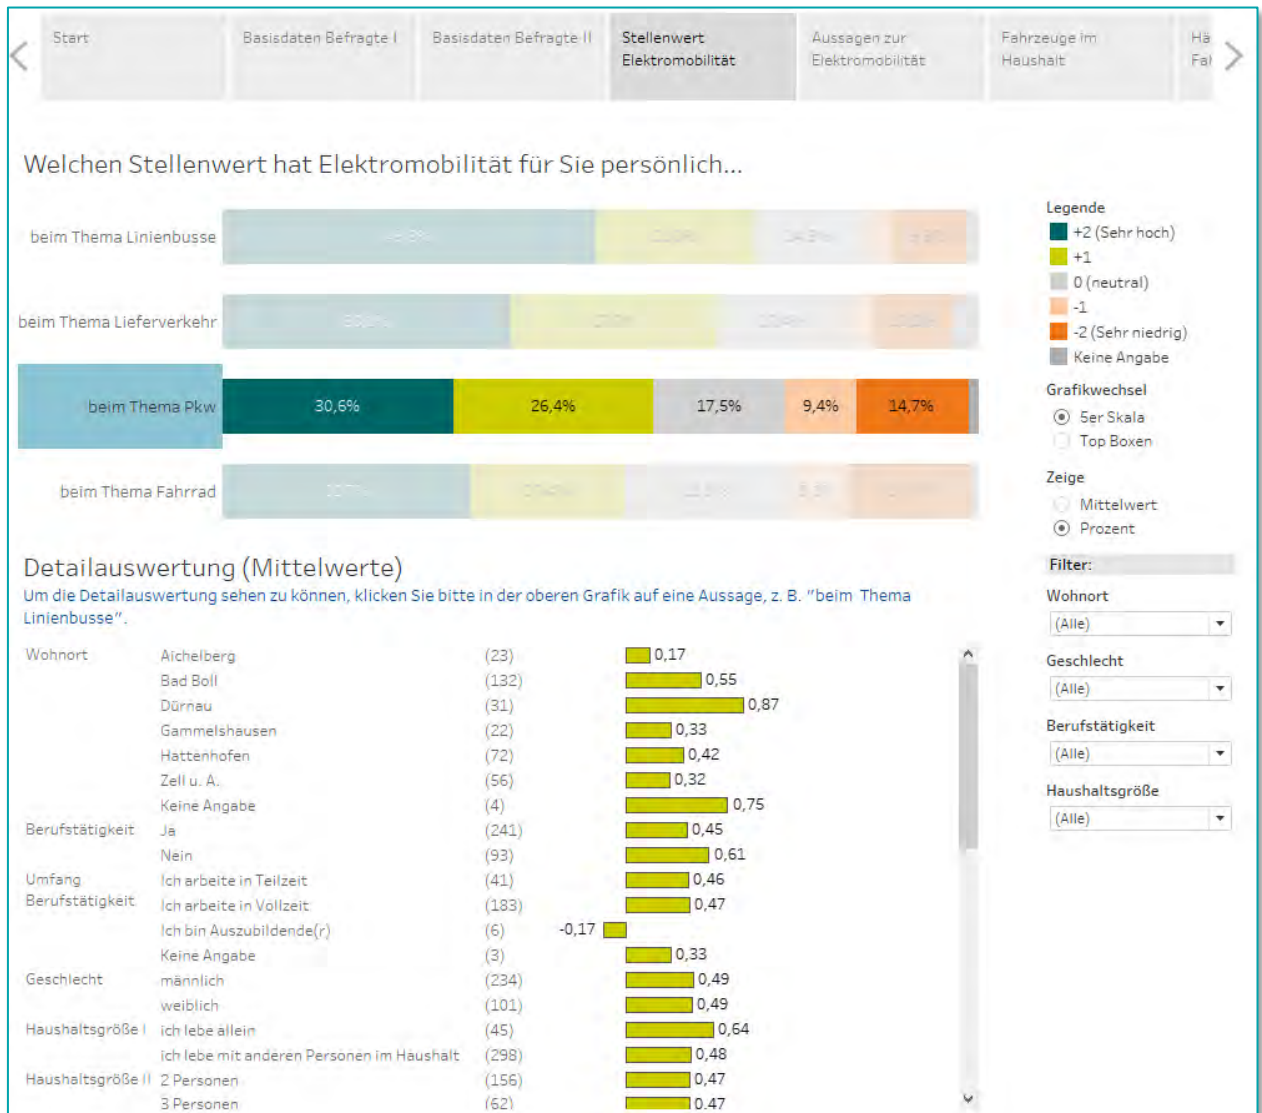 Start
Basisdaten Befragte I
Basisdaten Befragte II
Stellenwert
Elektromobilität
Aussagen zur
Elektromobilität
Fahrzeuge im
Haushalt
Hä
Fah
Welchen Stellenwert hat Elektromobilität für Sie persönlich...
beim Thema Linienbusse
beim Thema Lieferverkehr
beim Thema Pkw 30,6% 26,4% 17,5% 9,4% 14,7%
beim Thema Fahrrad
Legende
+2 (Sehr hoch)
+1
0 (neutral)
-1
-2 (Sehr niedrig)
Keine Angabe
Grafikwechsel
5er Skala
Top Boxen
Zeige
Mittelwert
Prozent
Filter:
Wohnort
(Alle)
Geschlecht
(Alle)
Berufstätigkeit
(Alle)
Haushaltsgröße
(Alle)
Detailauswertung (Mittelwerte)
Um die Detailauswertung sehen zu können, klicken Sie bitte in der oberen Grafik auf eine Aussage, z. B. "beim Thema
Linienbusse".
Wohnort Aichelberg (23) 0,17
Bad Boll (132) 0,55
Dürnau (31) 0,87
Gammelshausen (22) 0,33
Hattenhofen (72) 0,42
Zell u. A. (56) 0,32
Keine Angabe (4) 0,75
Berufstätigkeit Ja (241) 0,45
Nein (93) 0,61
Umfang Ich arbeite in Teilzeit (41) 0,46
Berufstätigkeit Ich arbeite in Vollzeit (183) 0,47
Ich bin Auszubildende(r) (6) -0,17
Keine Angabe (3) 0,33
Geschlecht männlich (234) 0,49
weiblich (101) 0,49
Haushaltsgröße I ich lebe allein (45) 0,64
ich lebe mit anderen Personen im Haushalt (298) 0,48
Haushaltsgröße II 2 Personen (156) 0,47
3 Personen (62) 0,47